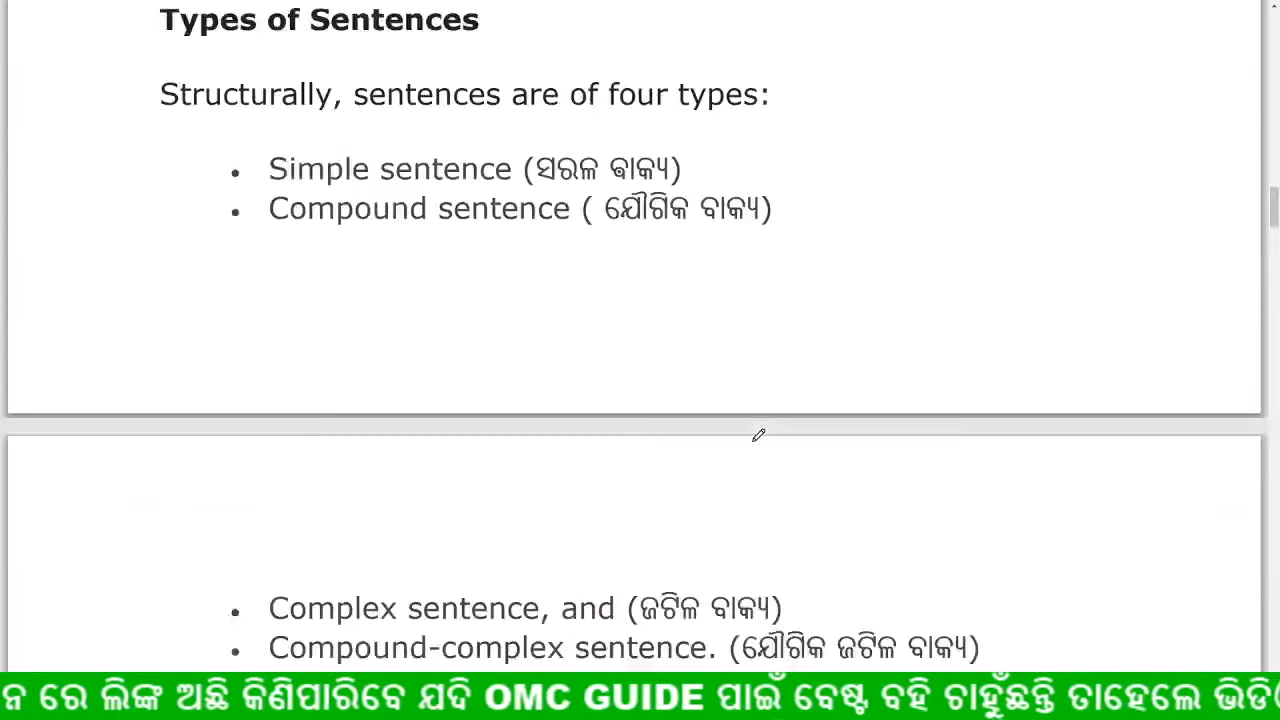 Types of Sentences
Structurally, sentences are of four types:
• Simple sentence (ସରଳ ବାକ୍ୟ)
• Compound sentence ( ଯୌଗିକ ବାକ୍ୟ)
• Complex sentence, and (ଜଟିଳ ବାକ୍ୟ)
• Compound-complex sentence. (ଯୌଗିକ ଜଟିଳ ବାକ୍ୟ)
ନ ରେ ଲିଙ୍କ ଅଛି କିଣିପାରିବେ ଯଦି OMC GUIDE ପାଇଁ ବେଷ୍ଟ ବହି ଚାହୁଁଛନ୍ତି ତାହେଲେ ଭିଡି